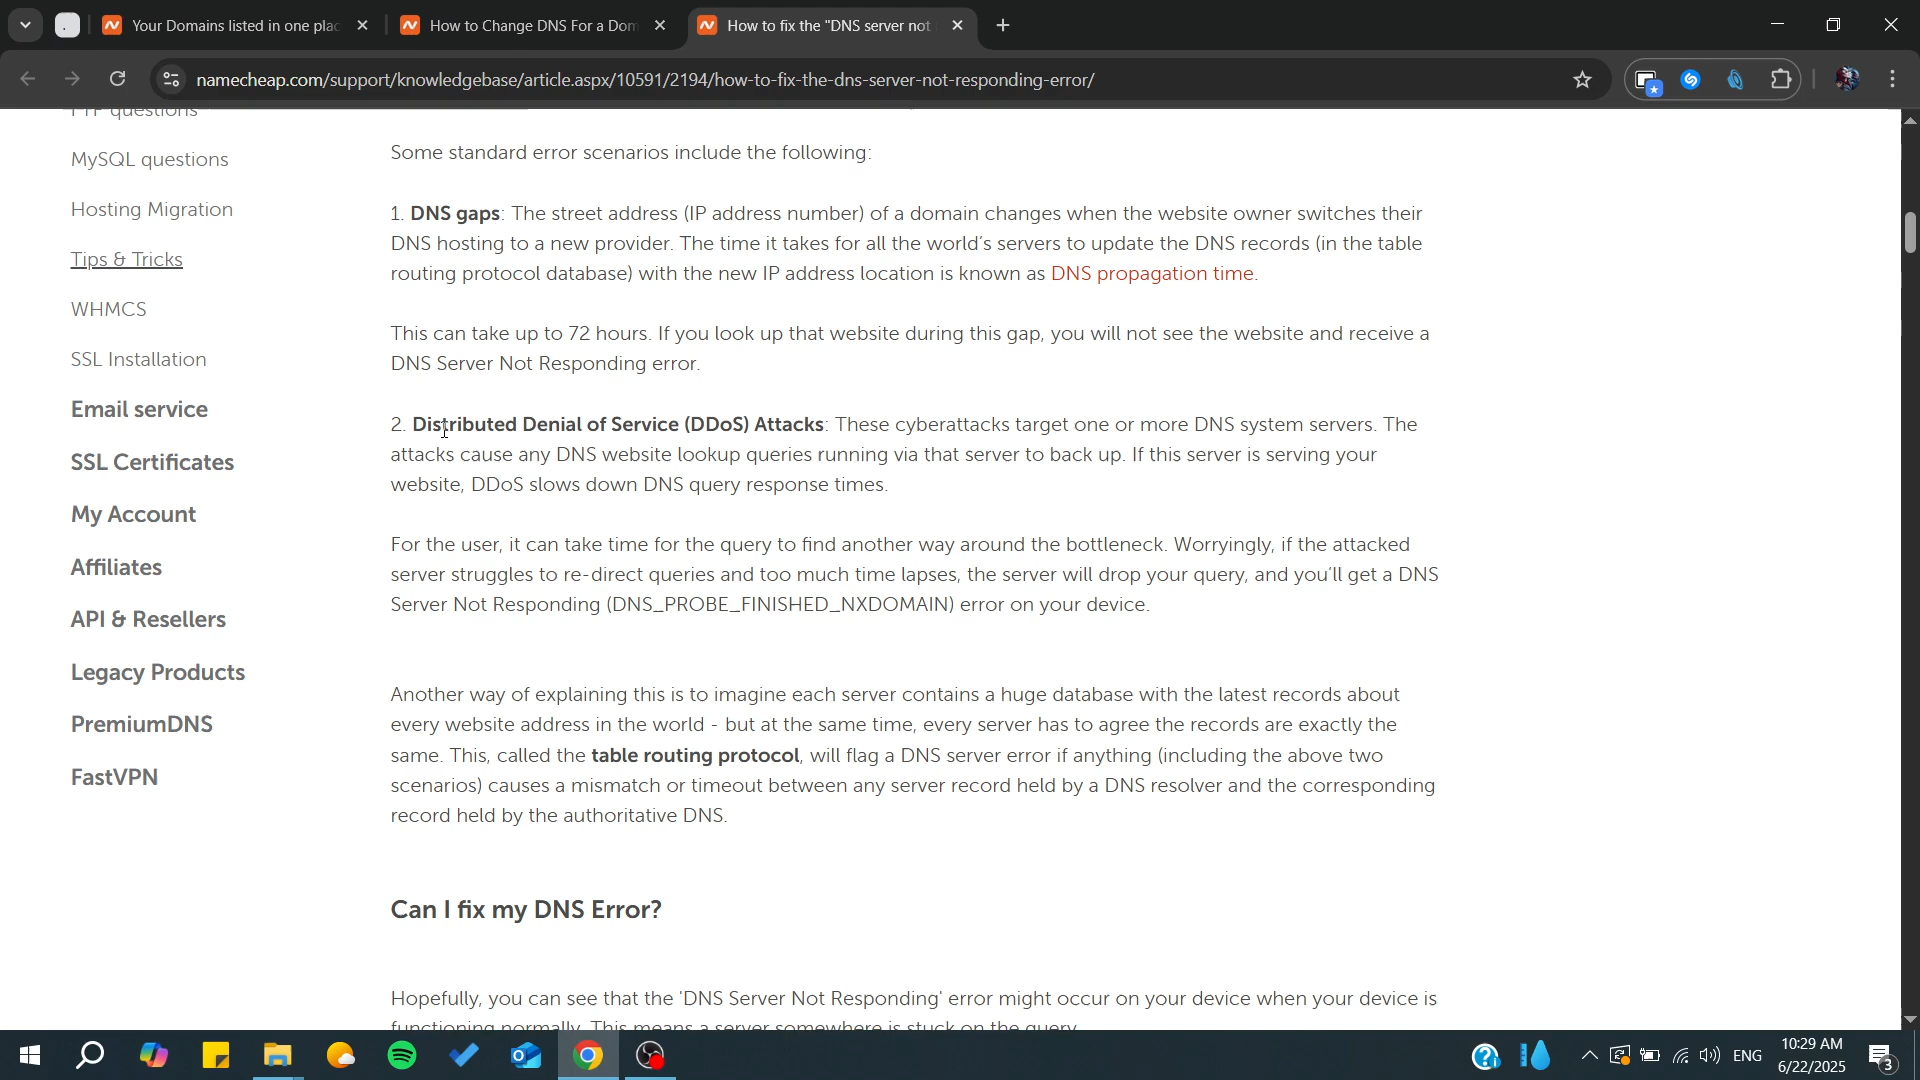 Your Domains listed in one plac
How to Change DNS For a Dom
How to fix the "DNS server not
namecheap.com/support/knowledgebase/article.aspx/10591/2194/how-to-fix-the-dns-server-not-responding-error/
FTP questions
MySQL questions
Hosting Migration
Tips & Tricks
WHMCS
SSL Installation
Email service
SSL Certificates
My Account
Affiliates
API & Resellers
Legacy Products
PremiumDNS
FastVPN
Some standard error scenarios include the following:
1. DNS gaps: The street address (IP address number) of a domain changes when the website owner switches their
DNS hosting to a new provider. The time it takes for all the world's servers to update the DNS records (in the table
routing protocol database) with the new IP address location is known as DNS propagation time.
This can take up to 72 hours. If you look up that website during this gap, you will not see the website and receive a
DNS Server Not Responding error.
2. Distributed Denial of Service (DDoS) Attacks: These cyberattacks target one or more DNS system servers. The
attacks cause any DNS website lookup queries running via that server to back up. If this server is serving your
website, DDoS slows down DNS query response times.
For the user, it can take time for the query to find another way around the bottleneck. Worryingly, if the attacked
server struggles to re-direct queries and too much time lapses, the server will drop your query, and you'll get a DNS
Server Not Responding (DNS_PROBE_FINISHED_NXDOMAIN) error on your device.
Another way of explaining this is to imagine each server contains a huge database with the latest records about
every website address in the world - but at the same time, every server has to agree the records are exactly the
same. This, called the table routing protocol, will flag a DNS server error if anything (including the above two
scenarios) causes a mismatch or timeout between any server record held by a DNS resolver and the corresponding
record held by the authoritative DNS.
Can I fix my DNS Error?
Hopefully, you can see that the 'DNS Server Not Responding' error might occur on your device when your device is
functioning normally. This means a server somewhere is stuck on the query.
ENG
10:29 AM
6/22/2025
3